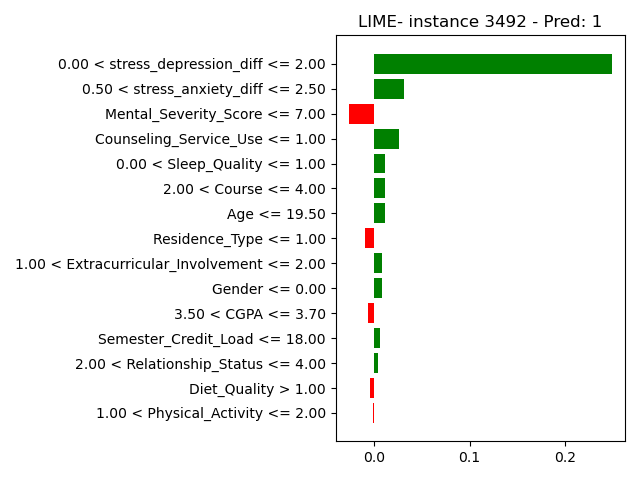 LIME- instance 3492 - Pred: 1
0.00 < stress_depression_diff <= 2.00
0.50 < stress_anxiety_diff <= 2.50
Mental_Severity_Score <= 7.00
Counseling_Service_Use <= 1.00
0.00 < Sleep_Quality <= 1.00
2.00 < Course <= 4.00
Age <= 19.50
Residence_Type <= 1.00
1.00 < Extracurricular_Involvement <= 2.00
Gender <= 0.00
3.50 < CGPA <= 3.70
Semester_Credit_Load <= 18.00
2.00 < Relationship_Status <= 4.00
Diet_Quality > 1.00
1.00 < Physical_Activity <= 2.00
0.0 0.1 0.2